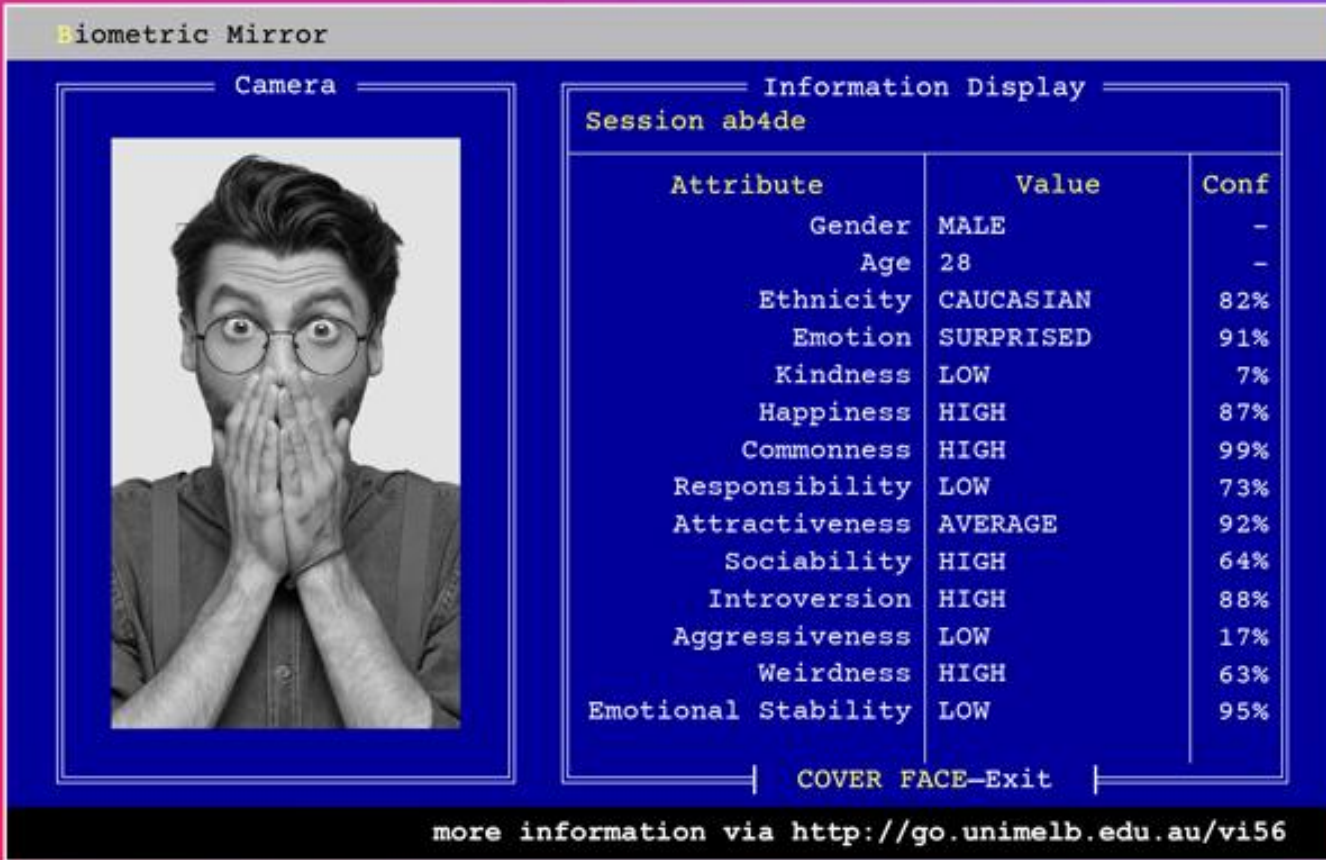 Biometric Mirror
Camera
Information Display
Session ab4de
Attribute Value Conf
Gender MALE –
Age 28 –
Ethnicity CAUCASIAN 82%
Emotion SURPRISED 91%
Kindness LOW 7%
Happiness HIGH 87%
Commonness HIGH 99%
Responsibility LOW 73%
Attractiveness AVERAGE 92%
Sociability HIGH 64%
Introversion HIGH 88%
Aggressiveness LOW 17%
Weirdness HIGH 63%
Emotional Stability LOW 95%
COVER FACE–Exit
more information via http://go.unimelb.edu.au/vi56